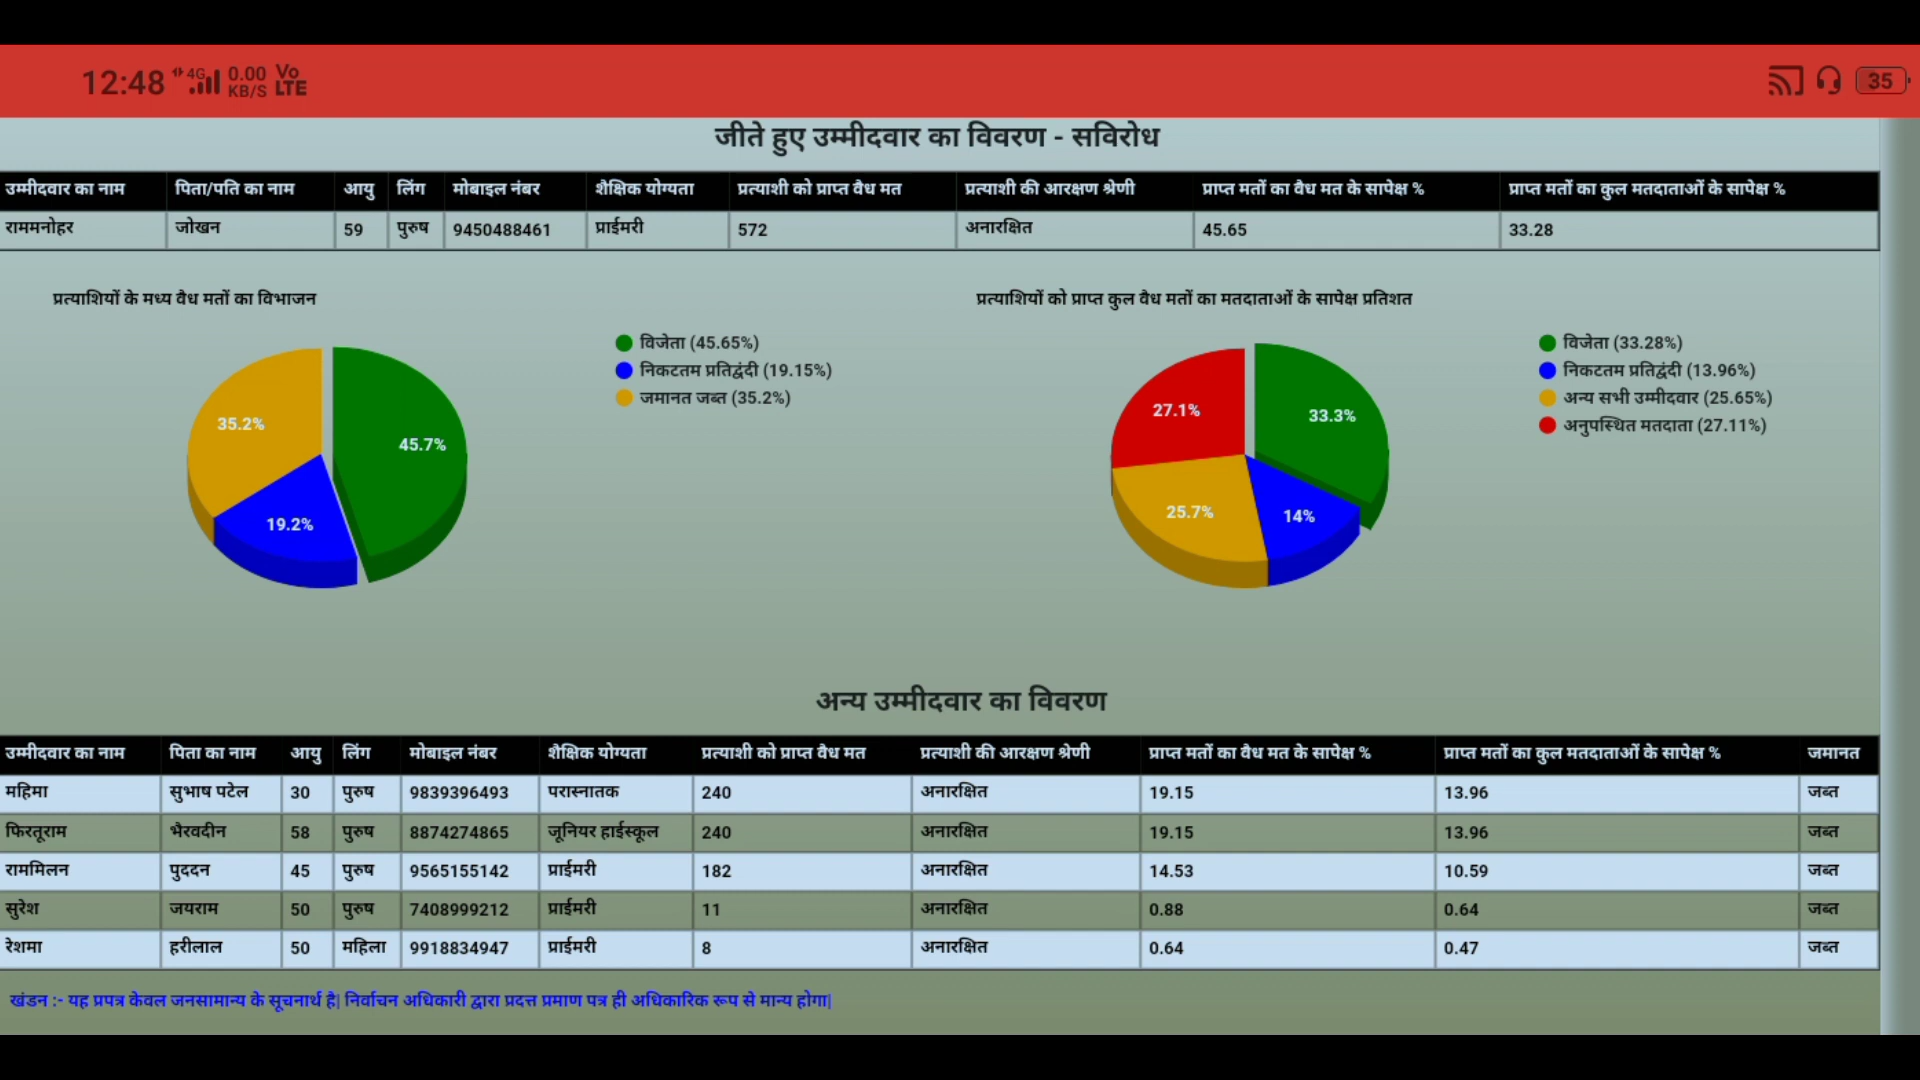 12:48 4G 0.00 KB/S Vo LTE 35
जीते हुए उम्मीदवार का विवरण - सविरोध
उम्मीदवार का नाम पिता/पति का नाम आयु लिंग मोबाइल नंबर शैक्षिक योग्यता प्रत्याशी को प्राप्त वैध मत प्रत्याशी की आरक्षण श्रेणी प्राप्त मतों का वैध मत के सापेक्ष % प्राप्त मतों का कुल मतदाताओं के सापेक्ष %
राममनोहर जोखन 59 पुरुष 9450488461 प्राईमरी 572 अनारक्षित 45.65 33.28
प्रत्याशियों के मध्य वैध मतों का विभाजन
विजेता (45.65%)
निकटतम प्रतिद्वंदी (19.15%)
जमानत जब्त (35.2%)
35.2%
45.7%
19.2%
प्रत्याशियों को प्राप्त कुल वैध मतों का मतदाताओं के सापेक्ष प्रतिशत
विजेता (33.28%)
निकटतम प्रतिद्वंदी (13.96%)
अन्य सभी उम्मीदवार (25.65%)
अनुपस्थित मतदाता (27.11%)
27.1%
33.3%
25.7%
14%
अन्य उम्मीदवार का विवरण
उम्मीदवार का नाम पिता का नाम आयु लिंग मोबाइल नंबर शैक्षिक योग्यता प्रत्याशी को प्राप्त वैध मत प्रत्याशी की आरक्षण श्रेणी प्राप्त मतों का वैध मत के सापेक्ष % प्राप्त मतों का कुल मतदाताओं के सापेक्ष % जमानत
महिमा सुभाष पटेल 30 पुरुष 9839396493 परास्नातक 240 अनारक्षित 19.15 13.96 जब्त
फिरतूराम भैरवदीन 58 पुरुष 8874274865 जूनियर हाईस्कूल 240 अनारक्षित 19.15 13.96 जब्त
राममिलन पुददन 45 पुरुष 9565155142 प्राईमरी 182 अनारक्षित 14.53 10.59 जब्त
सुरेश जयराम 50 पुरुष 7408999212 प्राईमरी 11 अनारक्षित 0.88 0.64 जब्त
रेशमा हरीलाल 50 महिला 9918834947 प्राईमरी 8 अनारक्षित 0.64 0.47 जब्त
खंडन :- यह प्रपत्र केवल जनसामान्य के सूचनार्थ है| निर्वाचन अधिकारी द्वारा प्रदत्त प्रमाण पत्र ही अधिकारिक रूप से मान्य होगा|